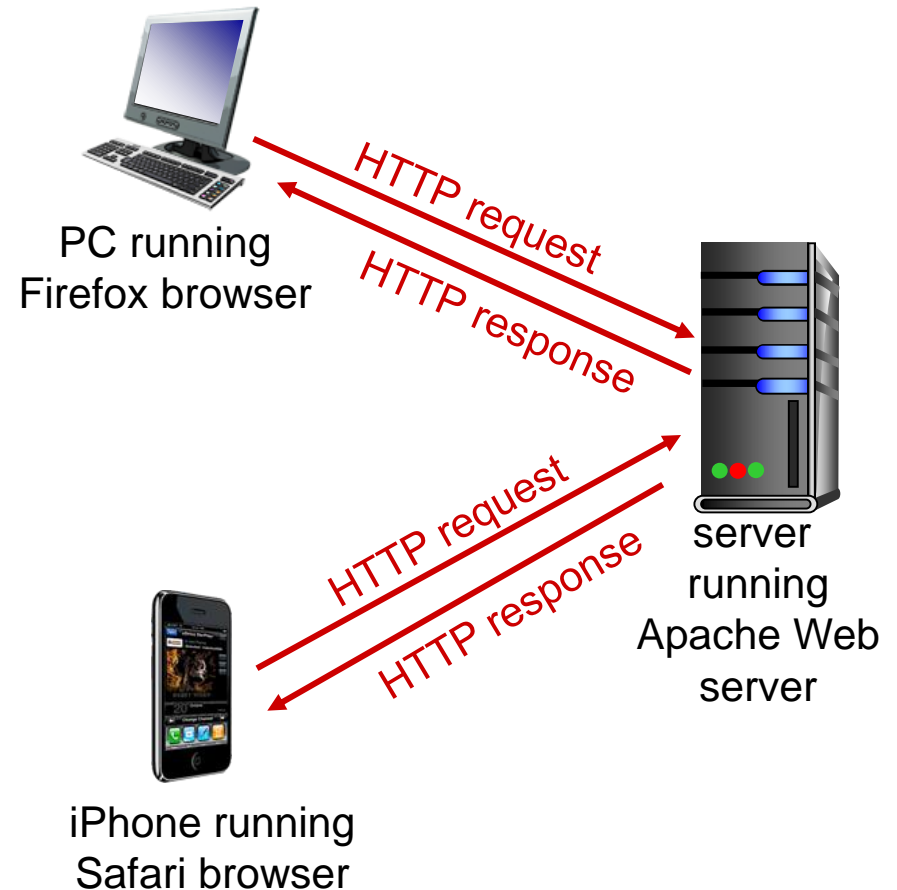 HTTP request
HTTP response
PC running
Firefox browser
HTTP request
HTTP response
server
running
Apache Web
server
iPhone running
Safari browser